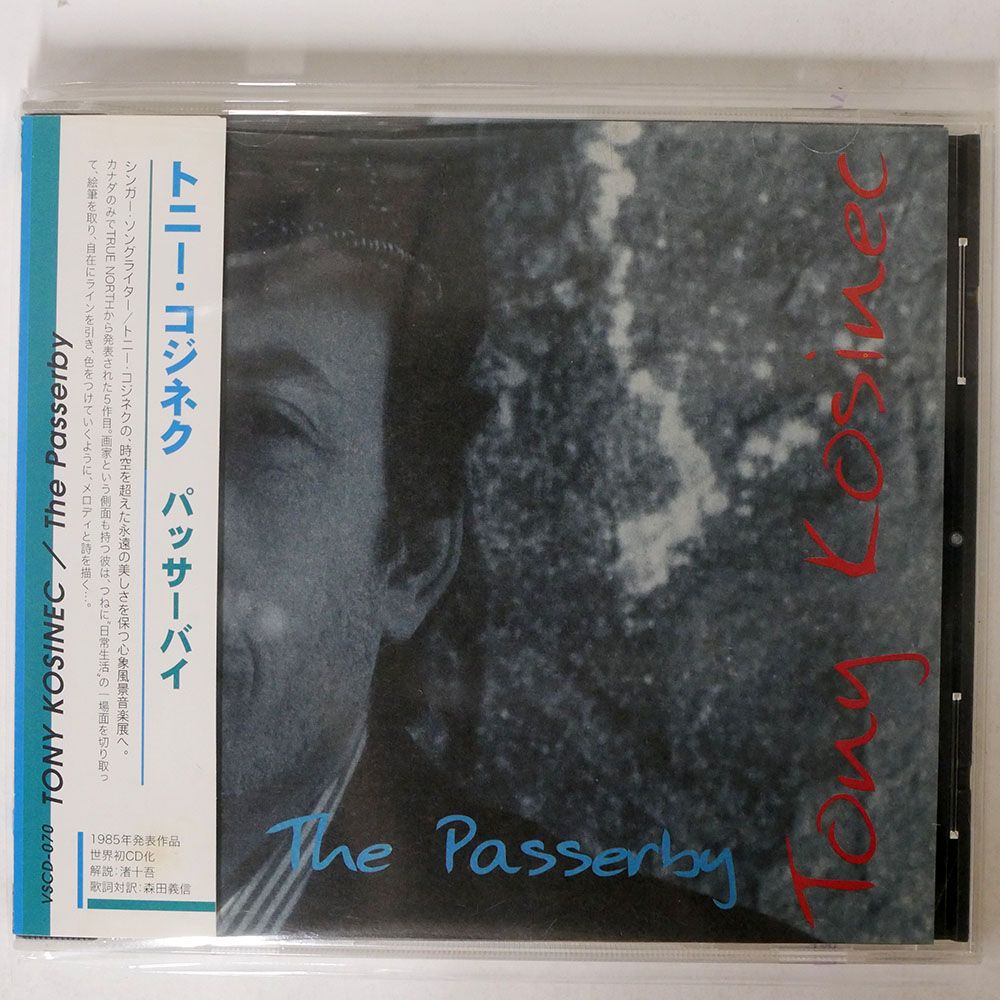 トニー・コジネク パッサーバイ
シンガー・ソングライター/トニー・コジネクの、時空を超えた永遠の美しさを保つ心象風景音楽展へ。
カナダのみでTRUE NORTHから発表された5作目。画家という側面も持つ彼は、つねに“日常生活”の一場面を切り取っ
て、絵筆を取り、自在にラインを引き、色をつけていくように、メロディと詩を描く…。
VSCD-070 TONY KOSINEC / The Passerby
1985年発表作品
世界初CD化
解説:渚十吾
歌詞対訳:森田義信
The Passerby
Tony Kosinec